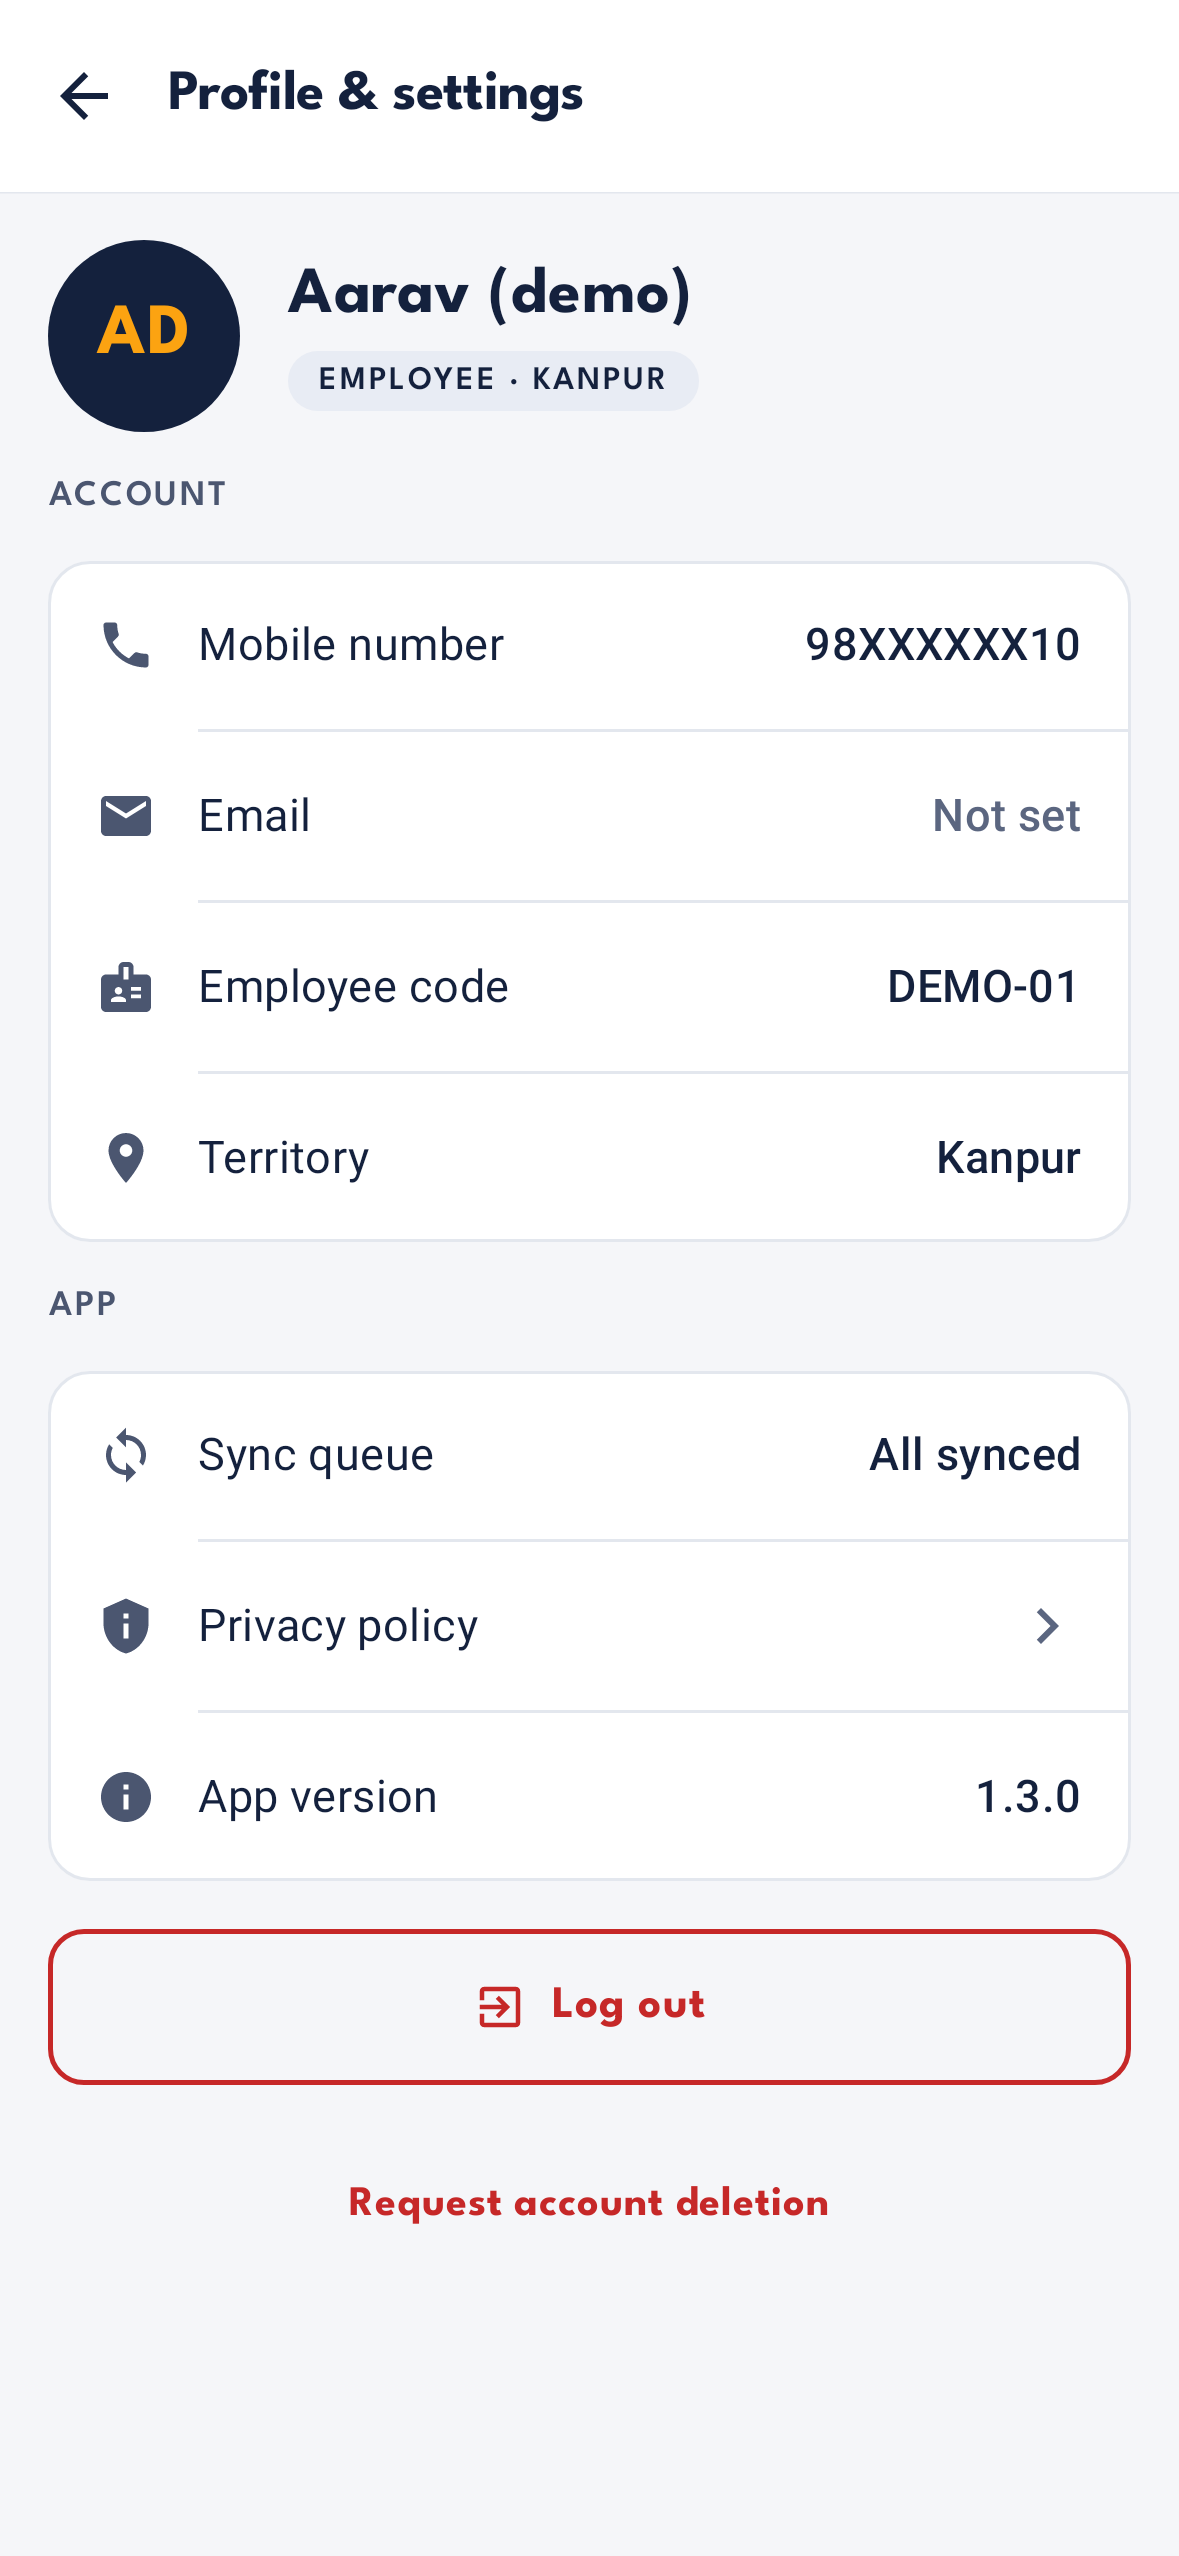 Profile & settings
AD
Aarav (demo)
EMPLOYEE · KANPUR
ACCOUNT
Mobile number 98XXXXXX10
Email Not set
Employee code DEMO-01
Territory Kanpur
APP
Sync queue All synced
Privacy policy
App version 1.3.0
Log out
Request account deletion